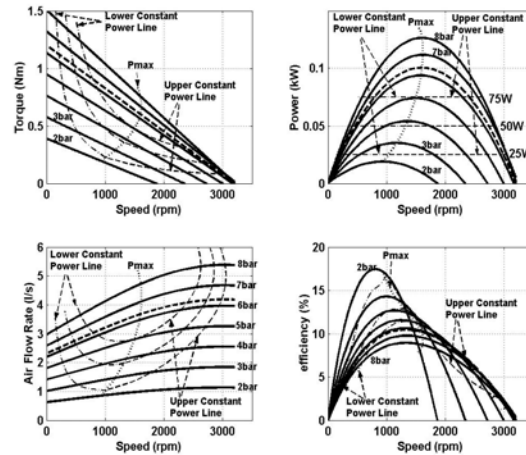 1.5
Lower Constant
Power Line
Pmax
Torque (Nm)
1
Upper Constant
Power Line
0.5
3bar
2bar
0
0
1000
2000
3000
Speed (rpm)
Pmax
8bar
7bar
Lower Constant
Power Line
Upper Constant
Power Line
0.1
Power (kW)
75W
0.05
50W
3bar
25W
2bar
0
0
1000
2000
3000
Speed (rpm)
6
Lower Constant
Power Line
Pmax
8bar
5
7bar
Air Flow Rate (l/s)
4
6bar
3
5bar
4bar
2
3bar
1
2bar
Upper Constant
Power Line
0
0
1000
2000
3000
Speed (rpm)
20
2bar
Pmax
15
Upper Constant
Power Line
efficiency (%)
10
8bar
5
Lower Constant
Power Line
0
0
1000
2000
3000
Speed (rpm)